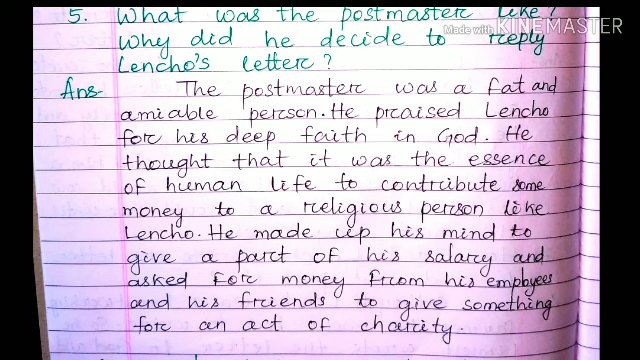 5. What was the postmaster like?
Made with KINEMASTER
Why did he decide to reply
Lencho's letter?
Ans The postmaster was a fat and
amiable person. He praised Lencho
for his deep faith in God. He
thought that it was the essence
of human life to contribute some
money to a religious person like
Lencho. He made up his mind to
give a part of his salary and
asked for money from his employees
and his friends to give something
for an act of charity.